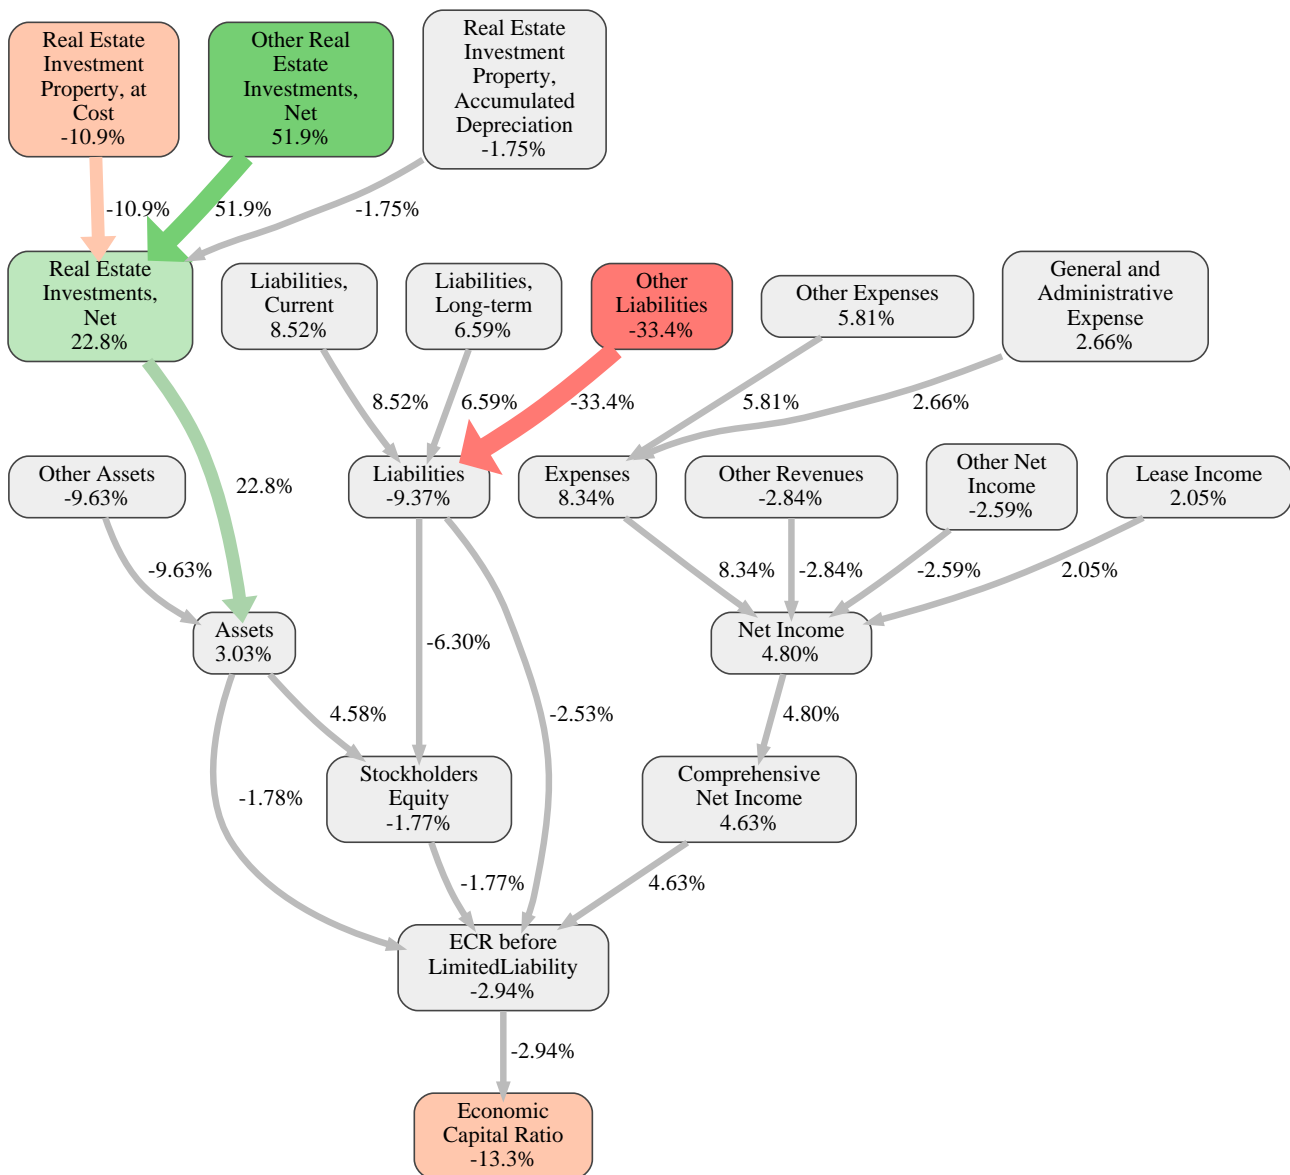 Real Estate
Investment
Property, at
Cost
-10.9%
Other Real
Estate
Investments,
Net
51.9%
Real Estate
Investment
Property,
Accumulated
Depreciation
-1.75%
-10.9%
51.9%
-1.75%
Real Estate
Investments,
Net
22.8%
Liabilities,
Current
8.52%
Liabilities,
Long-term
6.59%
Other
Liabilities
-33.4%
Other Expenses
5.81%
General and
Administrative
Expense
2.66%
8.52%
6.59%
-33.4%
5.81%
2.66%
Other Assets
-9.63%
22.8%
Liabilities
-9.37%
Expenses
8.34%
Other Revenues
-2.84%
Other Net
Income
-2.59%
Lease Income
2.05%
-9.63%
8.34%
-2.84%
-2.59%
2.05%
Assets
3.03%
-6.30%
Net Income
4.80%
4.58%
-2.53%
4.80%
-1.78%
Stockholders
Equity
-1.77%
Comprehensive
Net Income
4.63%
-1.77%
4.63%
ECR before
LimitedLiability
-2.94%
-2.94%
Economic
Capital Ratio
-13.3%